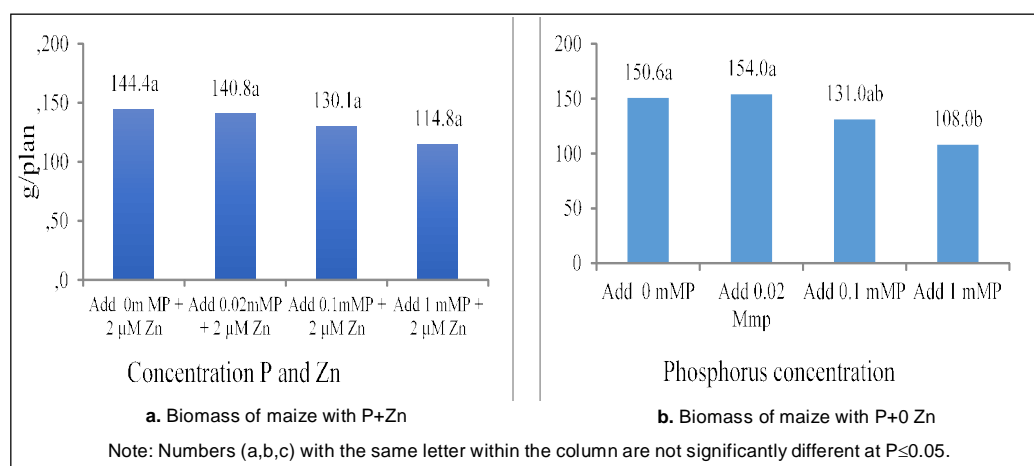 ,200
144.4a
140.8a
130.1a
114.8a
,150
,100
,50
,0
g/plan
Add 0m MP + Add 0.02mMP Add 0.1mMP + Add 1 mMP +
2 µM Zn + 2 µM Zn 2 µM Zn 2 µM Zn
Concentration P and Zn
a. Biomass of maize with P+Zn
200
150.6a
154.0a
131.0ab
108.0b
150
100
50
0
Add 0 mMP Add 0.02 Add 0.1 mMP Add 1 mMP
Mmp
Phosphorus concentration
b. Biomass of maize with P+0 Zn
Note: Numbers (a,b,c) with the same letter within the column are not significantly different at P≤0.05.